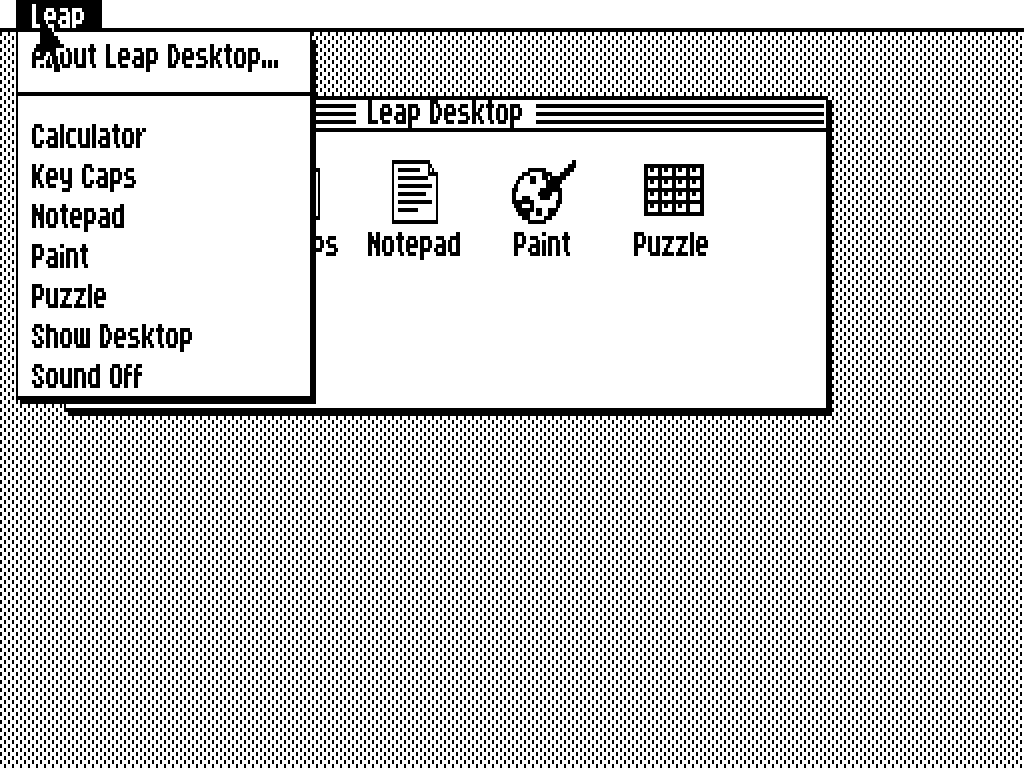 Leap
About Leap Desktop...
Calculator
Key Caps
Notepad
Paint
Puzzle
Show Desktop
Sound Off
Leap Desktop
Notepad
Paint
Puzzle